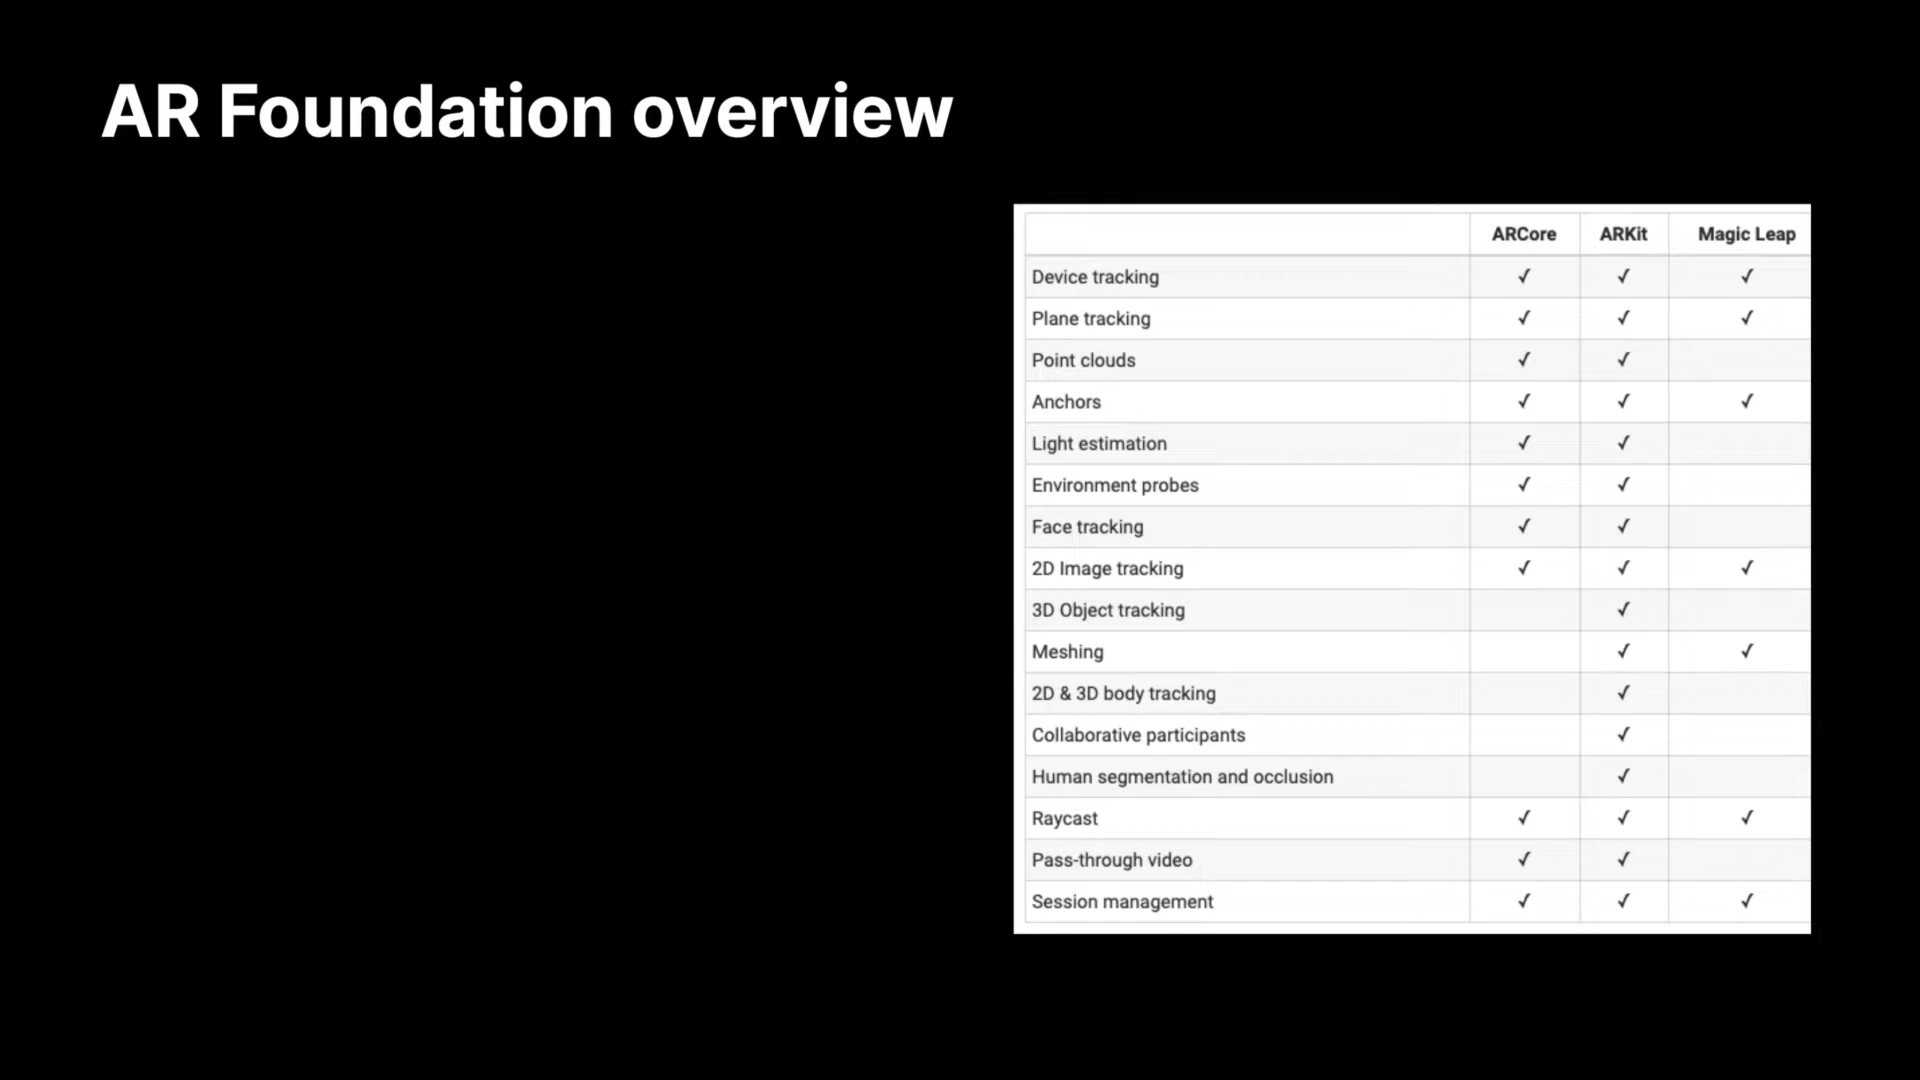 AR Foundation overview
ARCore ARKit Magic Leap
Device tracking ✓ ✓ ✓
Plane tracking ✓ ✓ ✓
Point clouds ✓ ✓
Anchors ✓ ✓ ✓
Light estimation ✓ ✓
Environment probes ✓ ✓
Face tracking ✓ ✓
2D Image tracking ✓ ✓ ✓
3D Object tracking ✓
Meshing ✓ ✓
2D & 3D body tracking ✓
Collaborative participants ✓
Human segmentation and occlusion ✓
Raycast ✓ ✓ ✓
Pass-through video ✓ ✓
Session management ✓ ✓ ✓